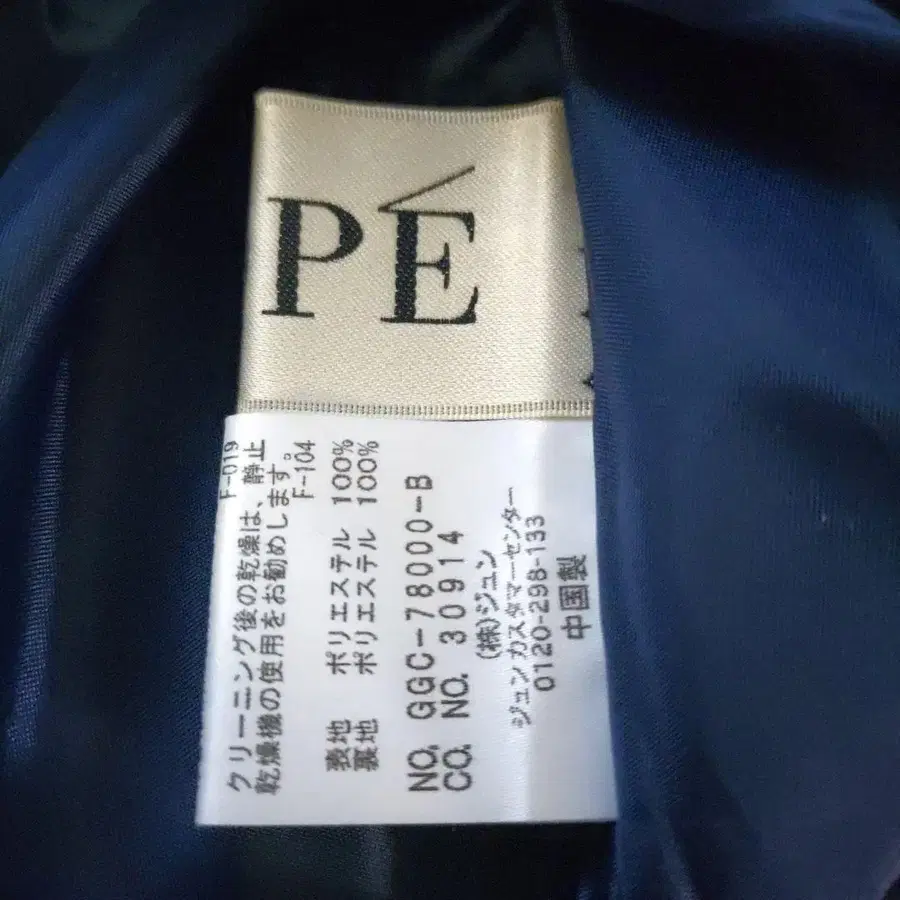 PÉ
F-019
クリーニング後の乾燥は、静止
乾燥機の使用をお勧めします。
F-104
表地 ポリエステル 100%
裏地 ポリエステル 100%
NO. GGC-78000-B
CO. NO. 30914
(株)ジュン
ジュン カスタマーセンター
0120-298-133
中国製